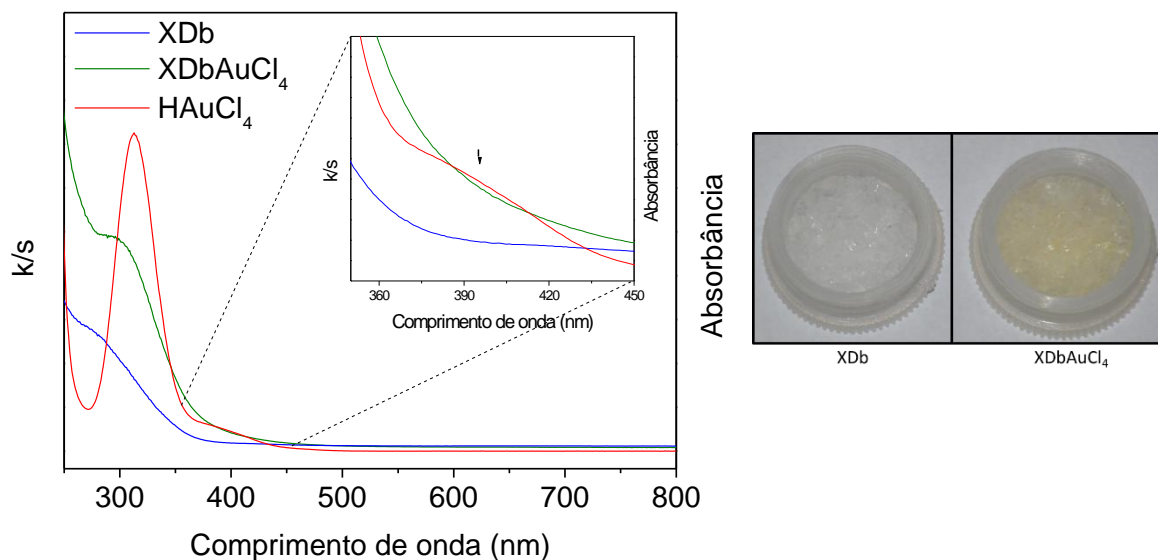 XDb
XDbAuCl₄
HAuCl₄
k/s
k/s
Absorbância
360 390 420 450
Comprimento de onda (nm)
300 400 500 600 700 800
Comprimento de onda (nm)
Absorbância
XDb
XDbAuCl₄